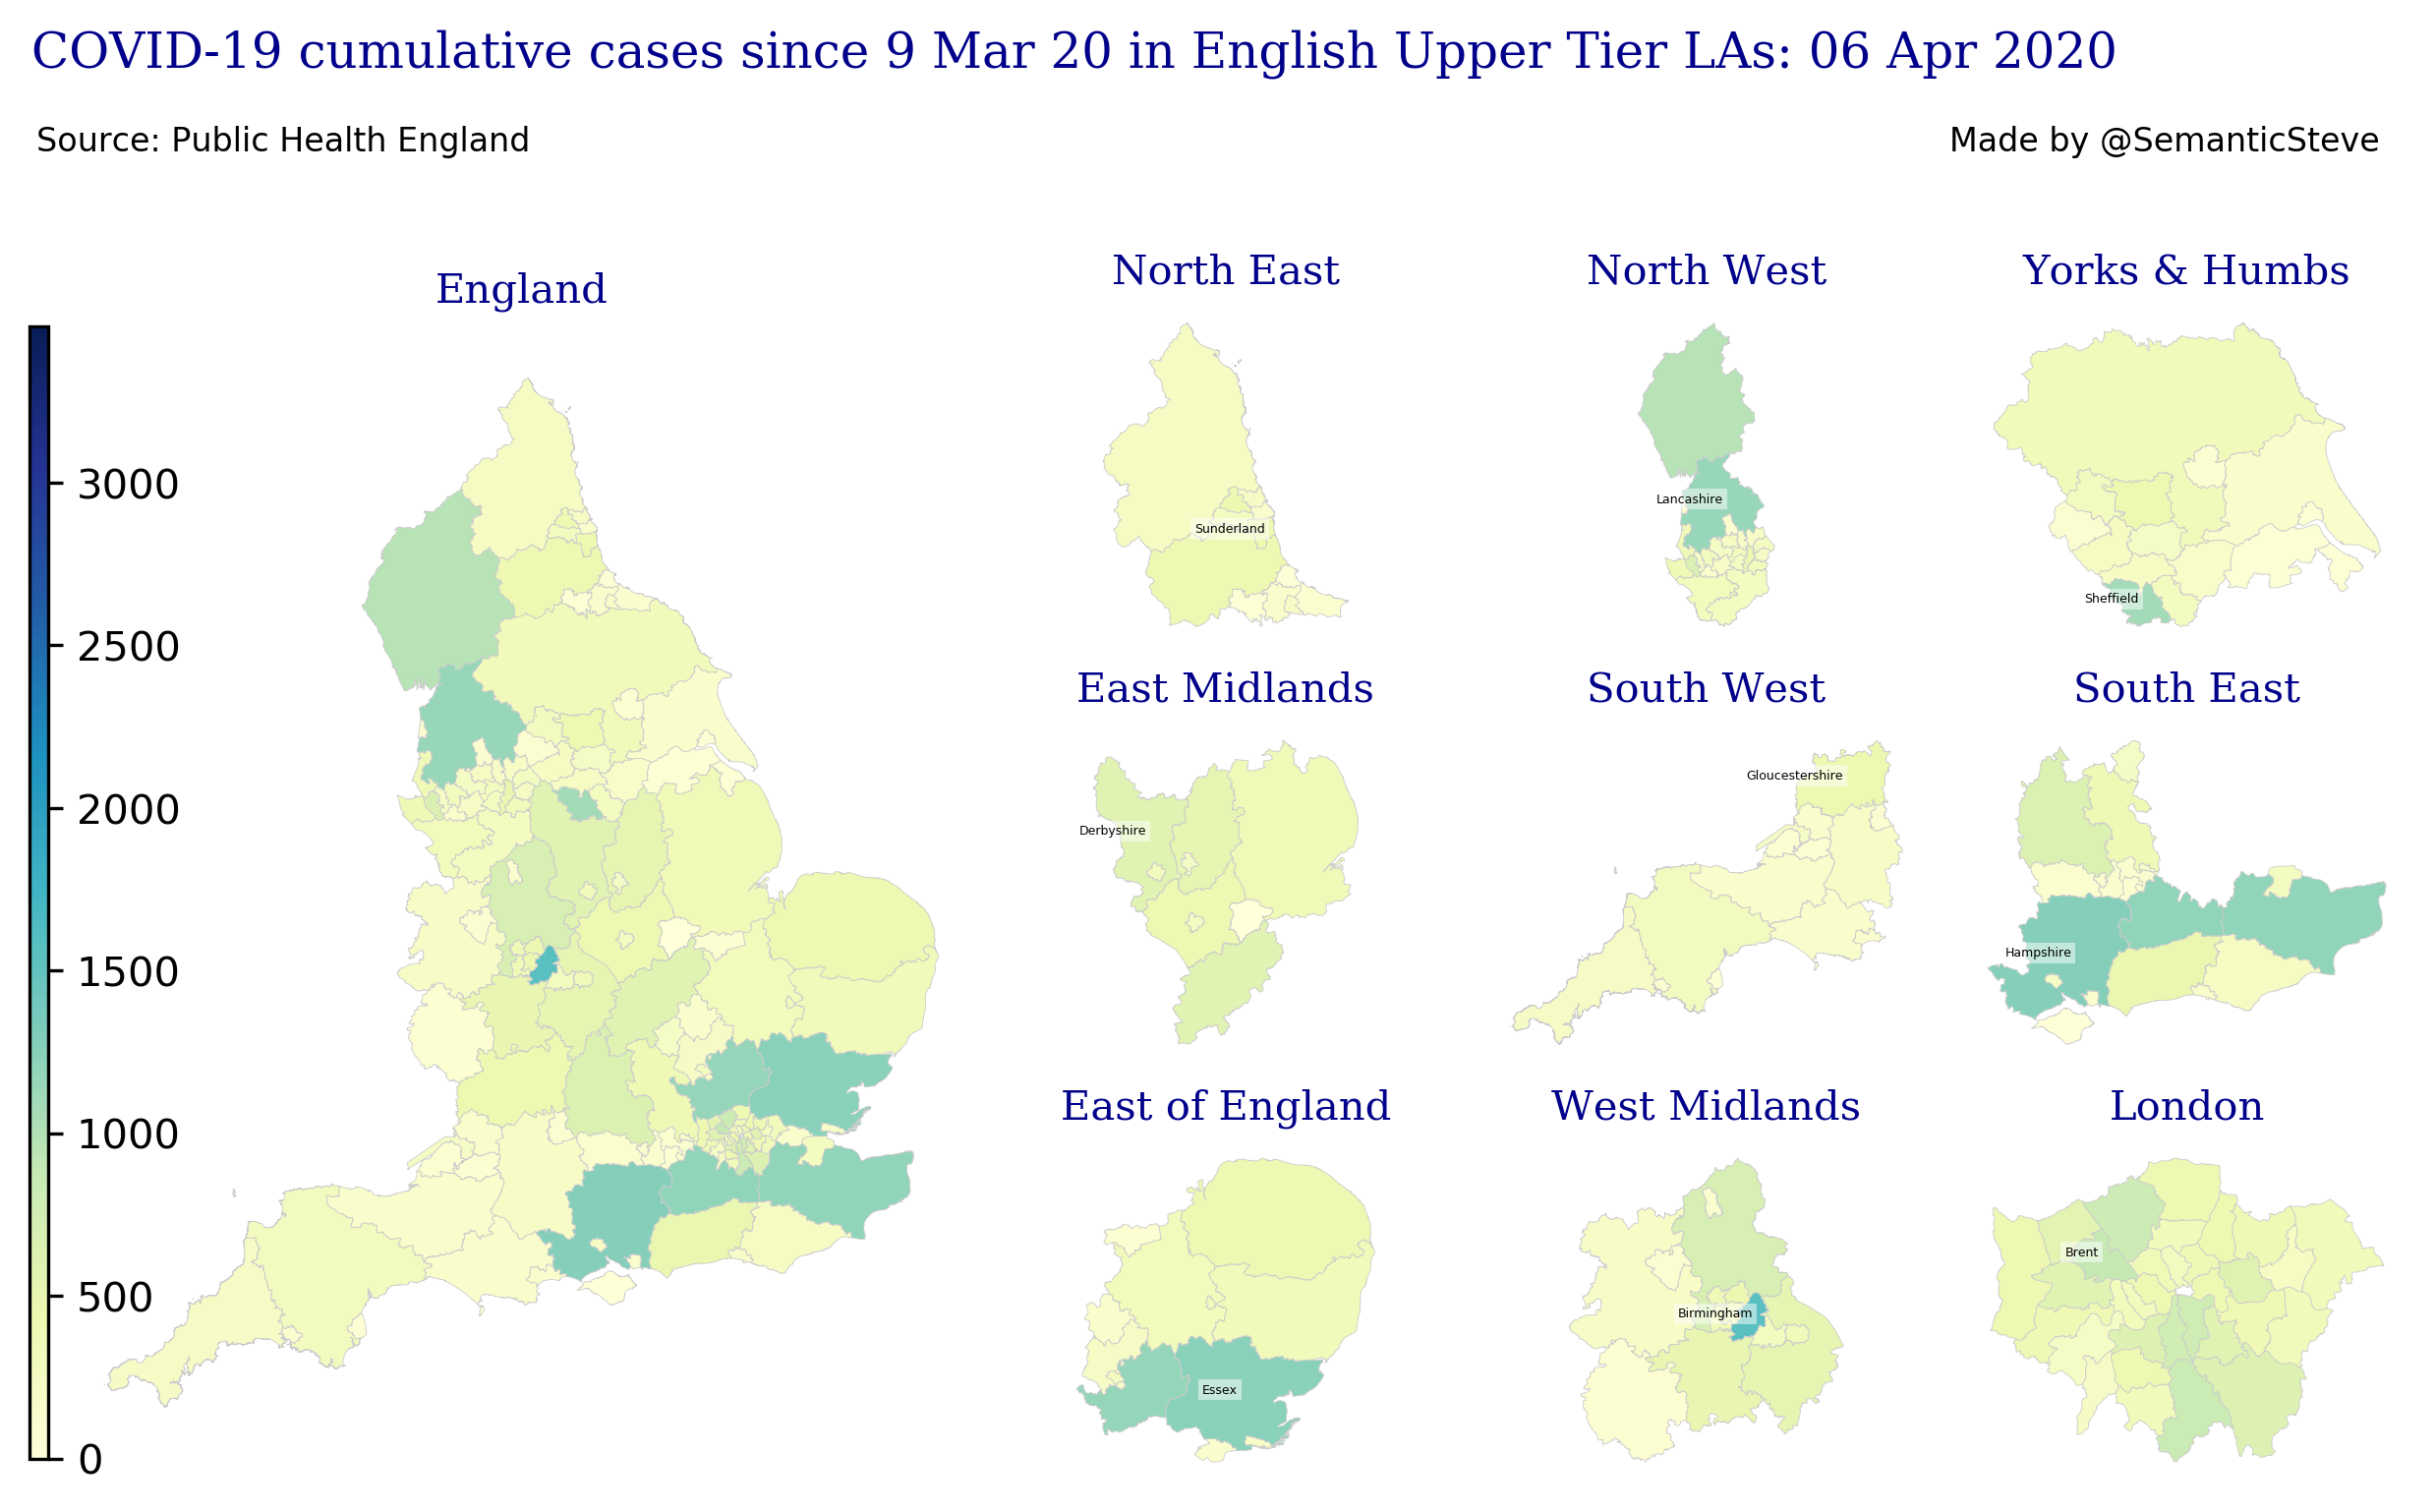 COVID-19 cumulative cases since 9 Mar 20 in English Upper Tier LAs: 06 Apr 2020
Source: Public Health England
Made by @SemanticSteve
England
3000
2500
2000
1500
1000
500
0
North East
Sunderland
North West
Lancashire
Yorks & Humbs
Sheffield
East Midlands
Derbyshire
South West
Gloucestershire
South East
Hampshire
East of England
Essex
West Midlands
Birmingham
London
Brent